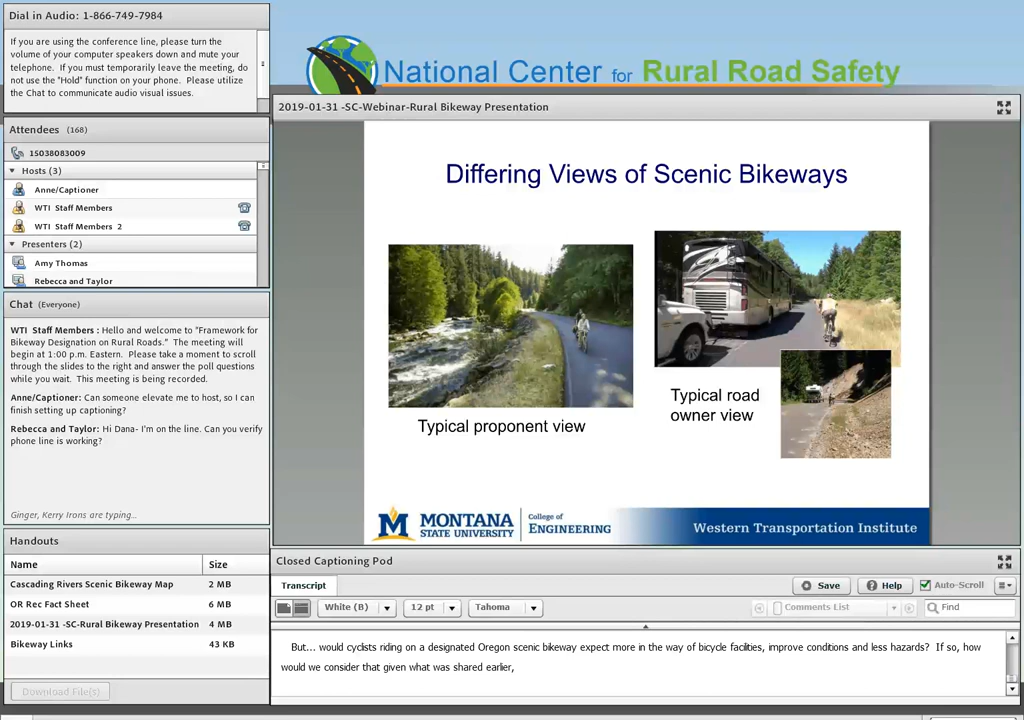 Dial in Audio: 1-866-749-7984
If you are using the conference line, please turn the
volume of your computer speakers down and mute your
telephone. If you must temporarily leave the meeting, do
not use the "Hold" function on your phone. Please utilize
the Chat to communicate audio visual issues.
National Center for Rural Road Safety
2019-01-31 -SC-Webinar-Rural Bikeway Presentation
Attendees (168)
15038083009
Hosts (3)
Anne/Captioner
WTI Staff Members
WTI Staff Members 2
Presenters (2)
Amy Thomas
Rebecca and Taylor
Chat (Everyone)
WTI Staff Members : Hello and welcome to "Framework for
Bikeway Designation on Rural Roads." The meeting will
begin at 1:00 p.m. Eastern. Please take a moment to scroll
through the slides to the right and answer the poll questions
while you wait. This meeting is being recorded.
Anne/Captioner: Can someone elevate me to host, so I can
finish setting up captioning?
Rebecca and Taylor: Hi Dana- I'm on the line. Can you verify
phone line is working?
Ginger, Kerry Irons are typing...
Handouts
Name Size
Cascading Rivers Scenic Bikeway Map 2 MB
OR Rec Fact Sheet 6 MB
2019-01-31 -SC-Rural Bikeway Presentation 4 MB
Bikeway Links 43 KB
Download File(s)
Differing Views of Scenic Bikeways
Typical proponent view
Typical road
owner view
M MONTANA
STATE UNIVERSITY
College of
ENGINEERING
Western Transportation Institute
Closed Captioning Pod
Transcript
Save Help Auto-Scroll
White (B) 12 pt Tahoma Comments List Find
But... would cyclists riding on a designated Oregon scenic bikeway expect more in the way of bicycle facilities, improve conditions and less hazards? If so, how
would we consider that given what was shared earlier,